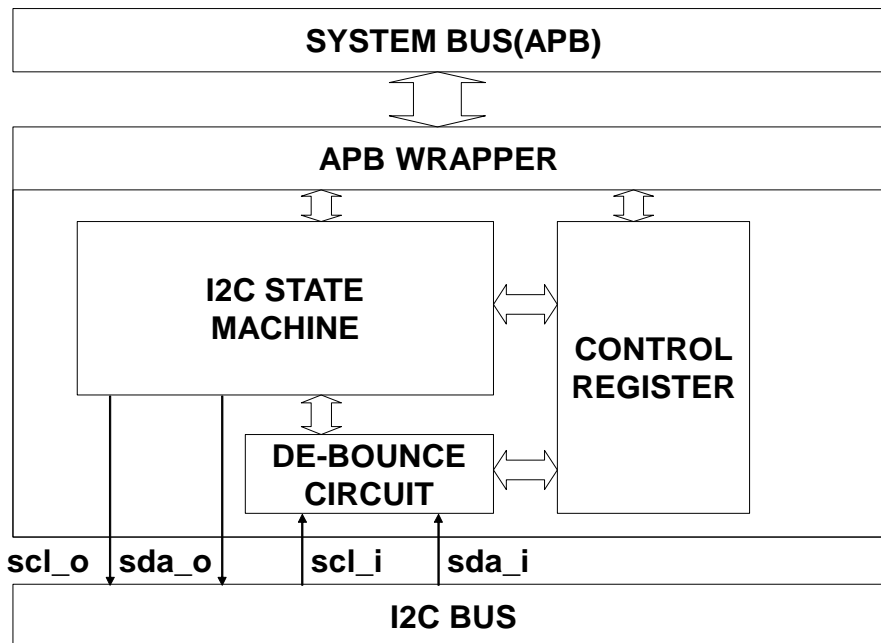 SYSTEM BUS(APB)
APB WRAPPER
I2C STATE
MACHINE
CONTROL
REGISTER
DE-BOUNCE
CIRCUIT
scl_o sda_o scl_i sda_i
I2C BUS